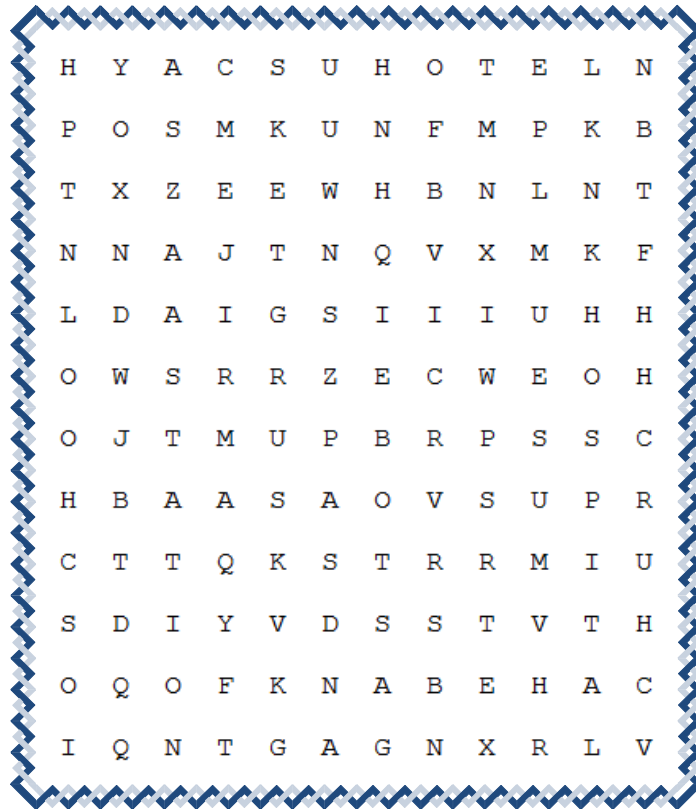 H Y A C S U H O T E L N
P O S M K U N F M P K B
T X Z E E W H B N L N T
N N A J T N Q V X M K F
L D A I G S I I I U H H
O W S R R Z E C W E O H
O J T M U P B R P S S C
H B A A S A O V S U P R
C T T Q K S T R R M I U
S D I Y V D S S T V T H
O Q O F K N A B E H A C
I Q N T G A G N X R L V